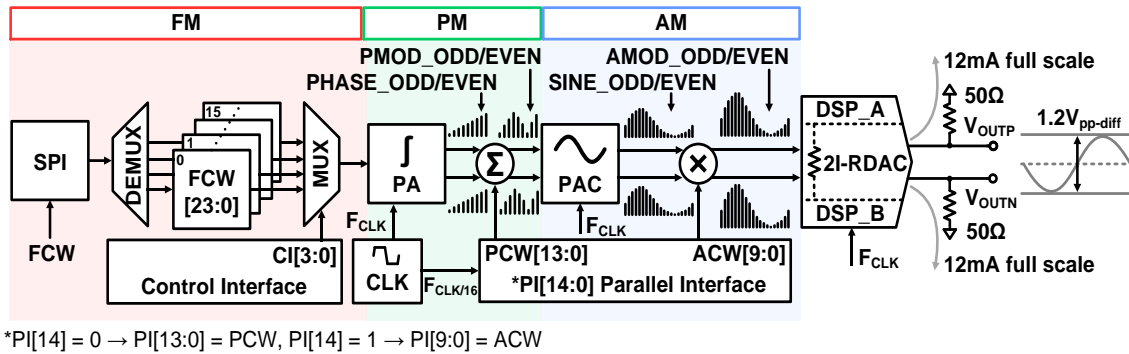 FM
PM
AM
PMOD_ODD/EVEN
PHASE_ODD/EVEN
AMOD_ODD/EVEN
SINE_ODD/EVEN
12mA full scale
50Ω
VOUTP
1.2Vpp-diff
SPI
DEMUX
15
1
0
FCW
[23:0]
MUX
∫
PA
Σ
PAC
×
DSP_A
2I-RDAC
DSP_B
VOUTN
50Ω
12mA full scale
FCW
CI[3:0]
Control Interface
FCLK
CLK
FCLK/16
FCLK
PCW[13:0]
ACW[9:0]
*PI[14:0] Parallel Interface
FCLK
*PI[14] = 0 → PI[13:0] = PCW, PI[14] = 1 → PI[9:0] = ACW